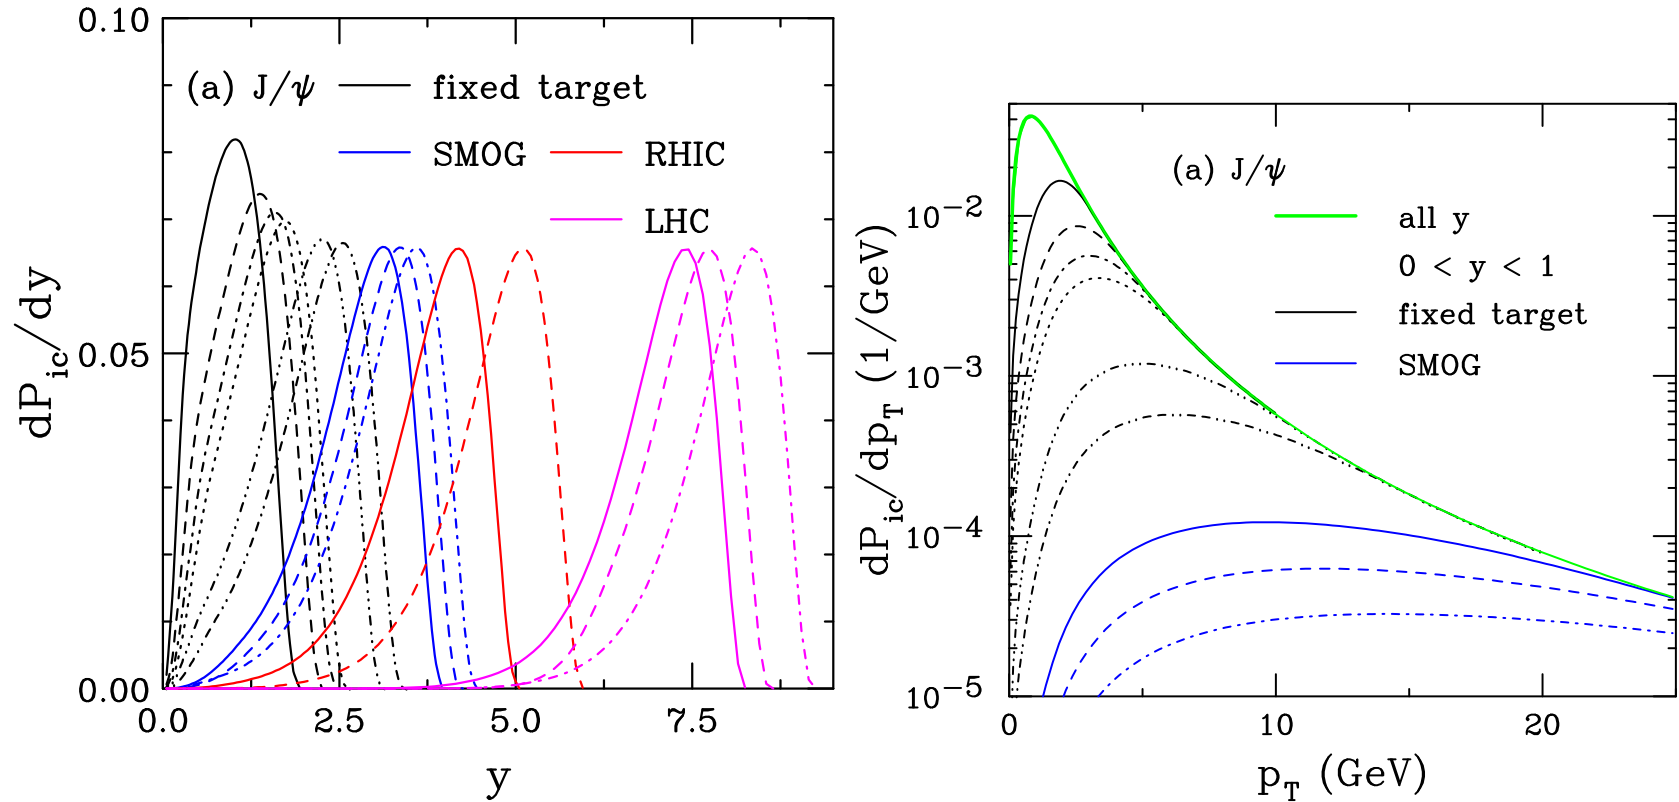 0.10
(a) J/ψ fixed target
SMOG RHIC
LHC
0.05
0.00
0.0 2.5 5.0 7.5
dP_ic/dy
y
(a) J/ψ
all y
0 < y < 1
fixed target
SMOG
10^-2
10^-3
10^-4
10^-5
0 10 20
dP_ic/dp_T (1/GeV)
p_T (GeV)